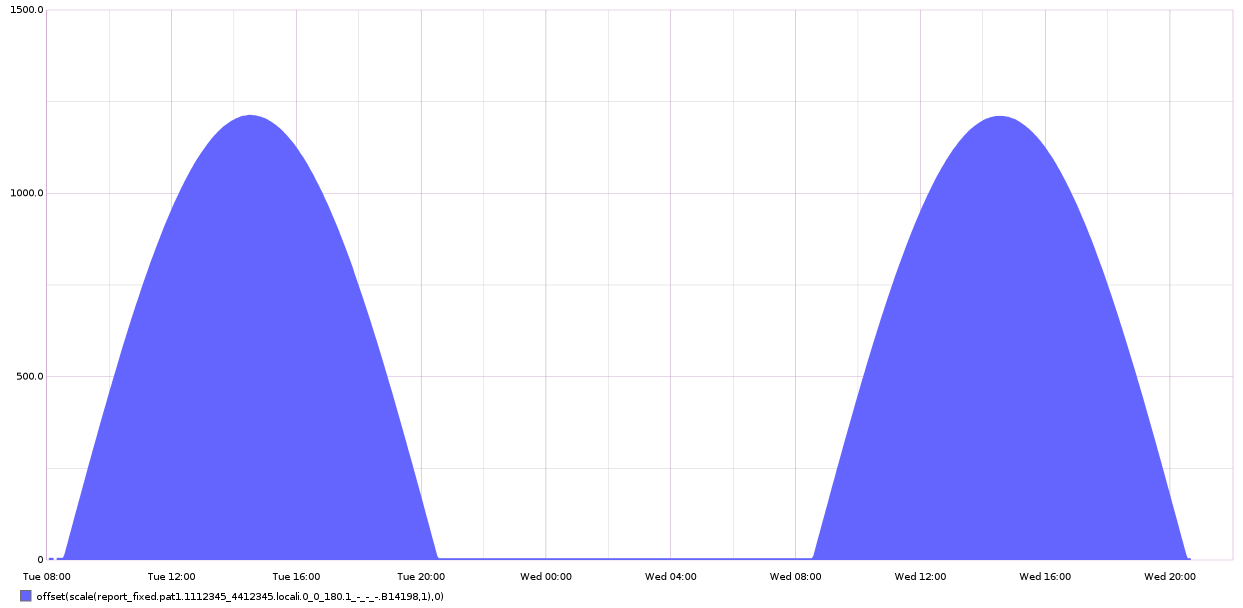 1500.0
1000.0
500.0
0
Tue 08:00 Tue 12:00 Tue 16:00 Tue 20:00 Wed 00:00 Wed 04:00 Wed 08:00 Wed 12:00 Wed 16:00 Wed 20:00
offset(scale(report_fixed.pat1.1112345_4412345.locali.0_0_180.1_-_-_-.B14198,1),0)